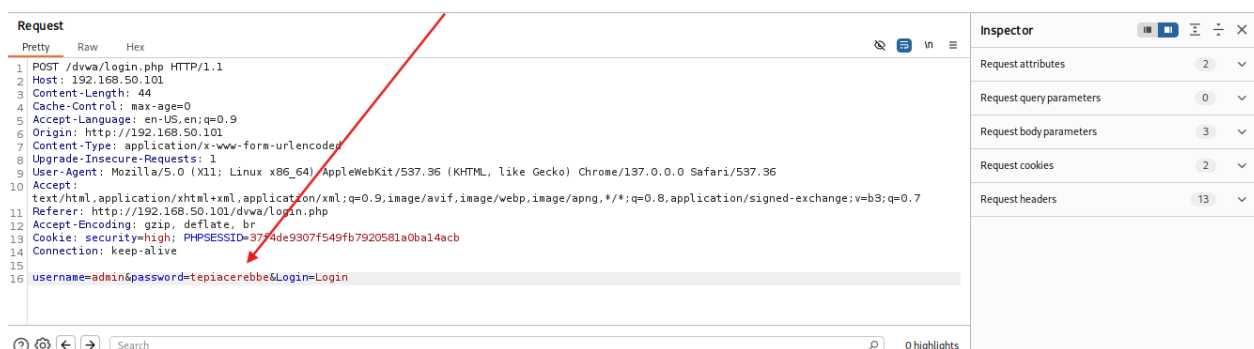 Request
Pretty Raw Hex
\n
1 POST /dvwa/login.php HTTP/1.1
2 Host: 192.168.50.101
3 Content-Length: 44
4 Cache-Control: max-age=0
5 Accept-Language: en-US,en;q=0.9
6 Origin: http://192.168.50.101
7 Content-Type: application/x-www-form-urlencoded
8 Upgrade-Insecure-Requests: 1
9 User-Agent: Mozilla/5.0 (X11; Linux x86_64) AppleWebKit/537.36 (KHTML, like Gecko) Chrome/137.0.0.0 Safari/537.36
10 Accept:
text/html,application/xhtml+xml,application/xml;q=0.9,image/avif,image/webp,image/apng,*/*;q=0.8,application/signed-exchange;v=b3;q=0.7
11 Referer: http://192.168.50.101/dvwa/login.php
12 Accept-Encoding: gzip, deflate, br
13 Cookie: security=high; PHPSESSID=37f4de9307f549fb7920581a0ba14acb
14 Connection: keep-alive
15
16 username=admin&password=tepiacerebbe&Login=Login
Search
0 highlights
Inspector
Request attributes 2
Request query parameters 0
Request body parameters 3
Request cookies 2
Request headers 13